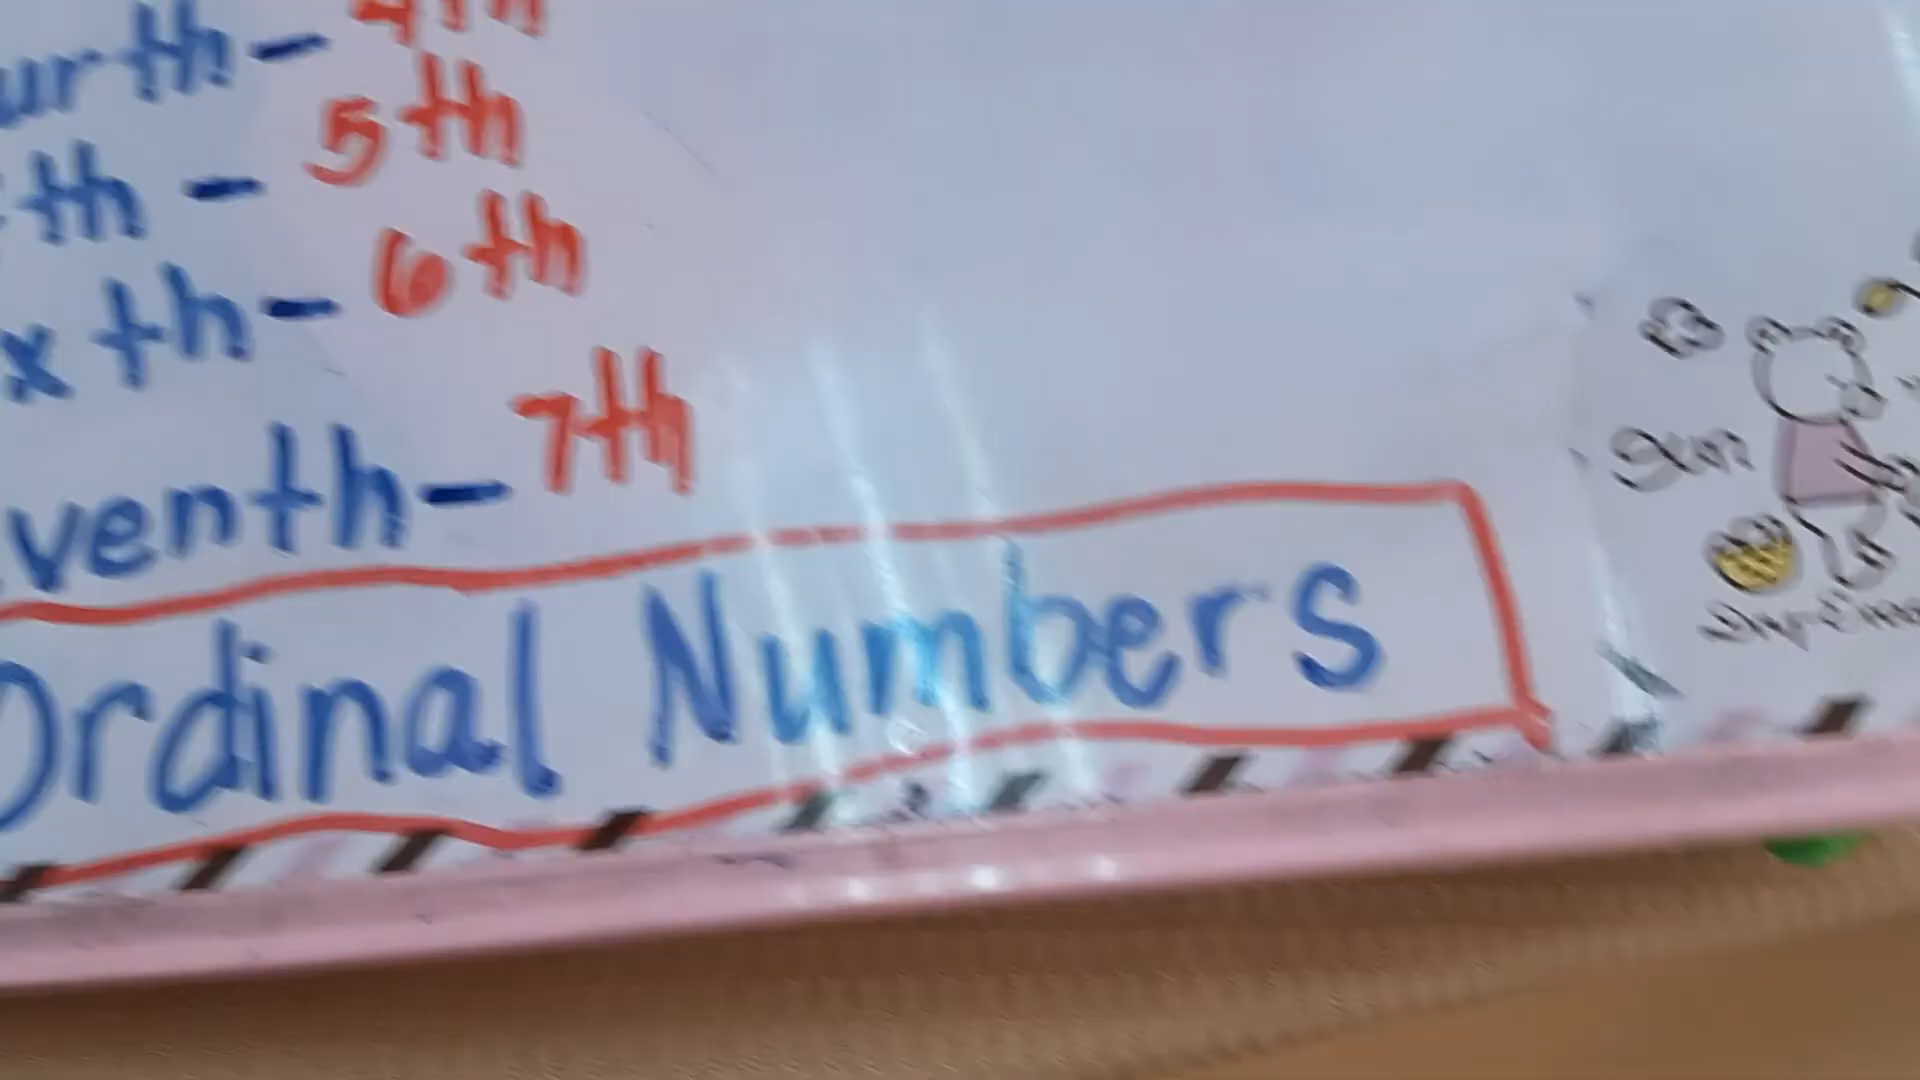 urth- 4th
th - 5th
xth- 6th
venth- 7th
Ordinal Numbers